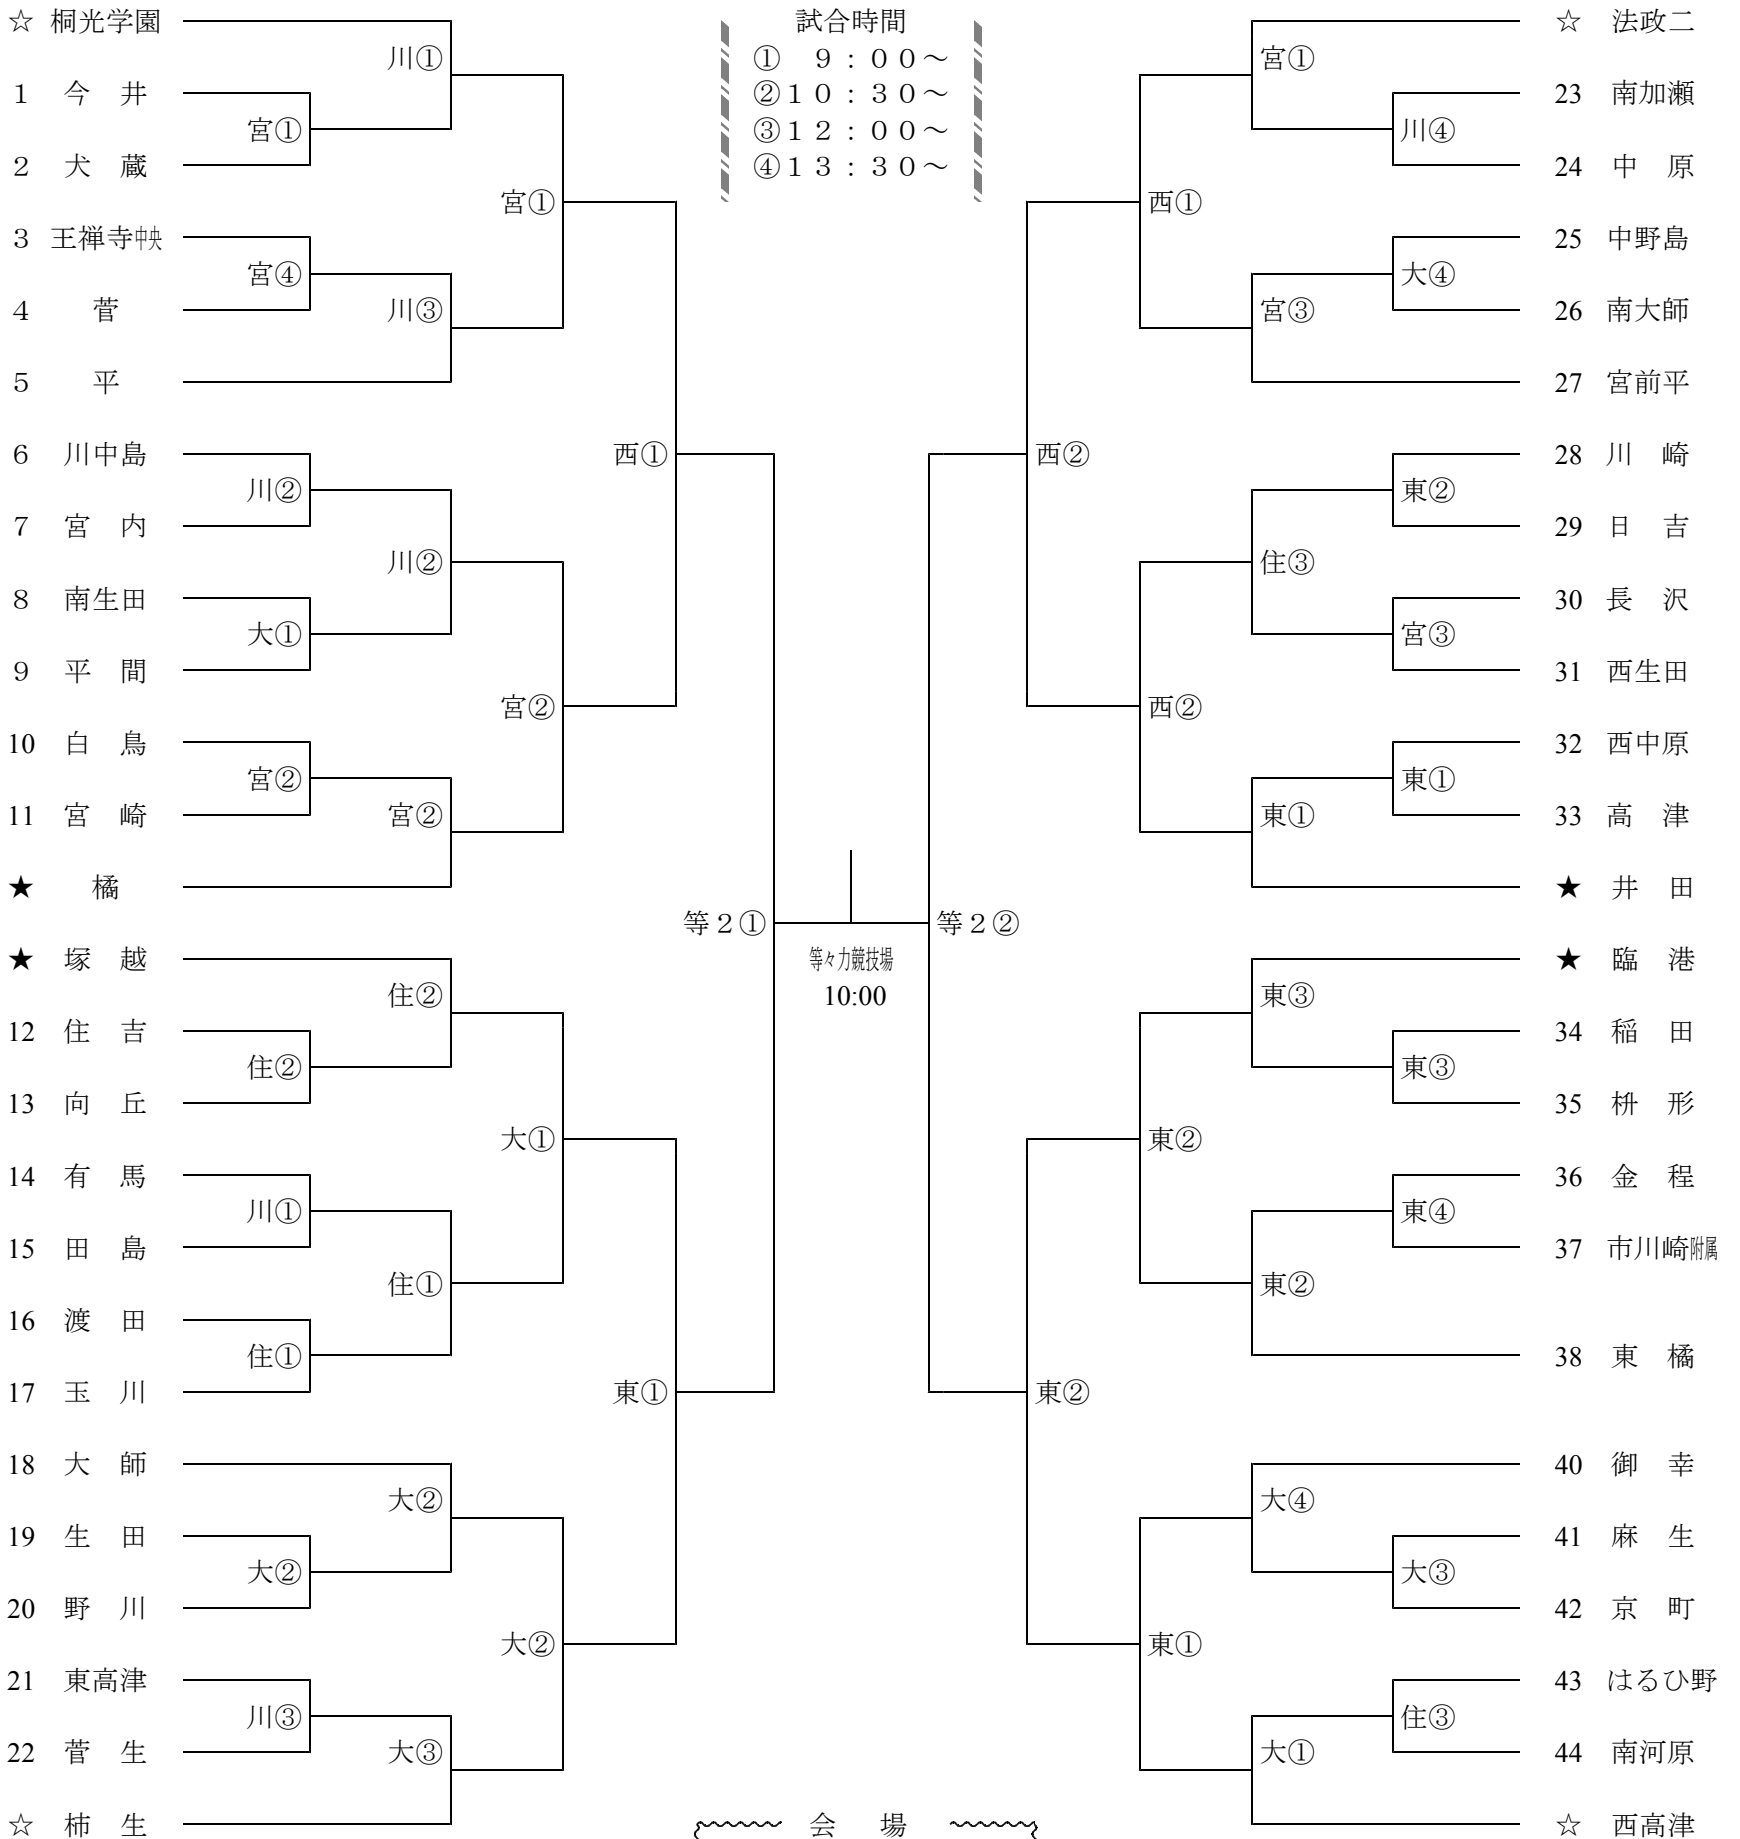 ☆ 桐光学園
川①
1 今 井
宮①
2 犬 蔵
宮①
3 王禅寺中央
宮④
4 菅
川③
5 平
西①
6 川中島
川②
7 宮 内
川②
8 南生田
大①
9 平 間
宮②
10 白 鳥
宮②
11 宮 崎
宮②
★ 橘
等2①
★ 塚 越
住②
12 住 吉
住②
13 向 丘
大①
14 有 馬
川①
15 田 島
住①
16 渡 田
住①
17 玉 川
東①
18 大 師
大②
19 生 田
大②
20 野 川
大②
21 東高津
川③
22 菅 生
大③
☆ 柿 生
試合時間
① 9:00~
②10:30~
③12:00~
④13:30~
等々力競技場
10:00
会 場
☆ 法政二
宮①
23 南加瀬
川④
24 中 原
西①
25 中野島
大④
26 南大師
宮③
27 宮前平
西②
28 川 崎
東②
29 日 吉
住③
30 長 沢
宮③
31 西生田
西②
32 西中原
東①
33 高 津
東①
★ 井 田
等2②
★ 臨 港
東③
34 稲 田
東③
35 枡 形
東②
36 金 程
東④
37 市川崎附属
東②
38 東 橘
東②
40 御 幸
大④
41 麻 生
大③
42 京 町
東①
43 はるひ野
住③
44 南河原
大①
☆ 西高津